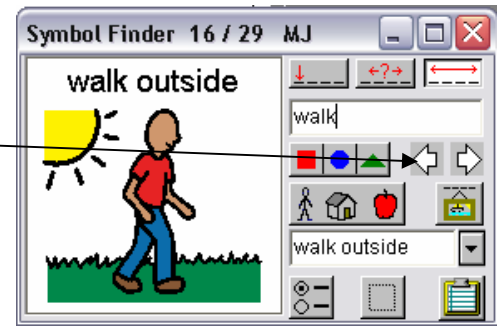 Symbol Finder 16 / 29 MJ
walk outside
←?→
walk
walk outside